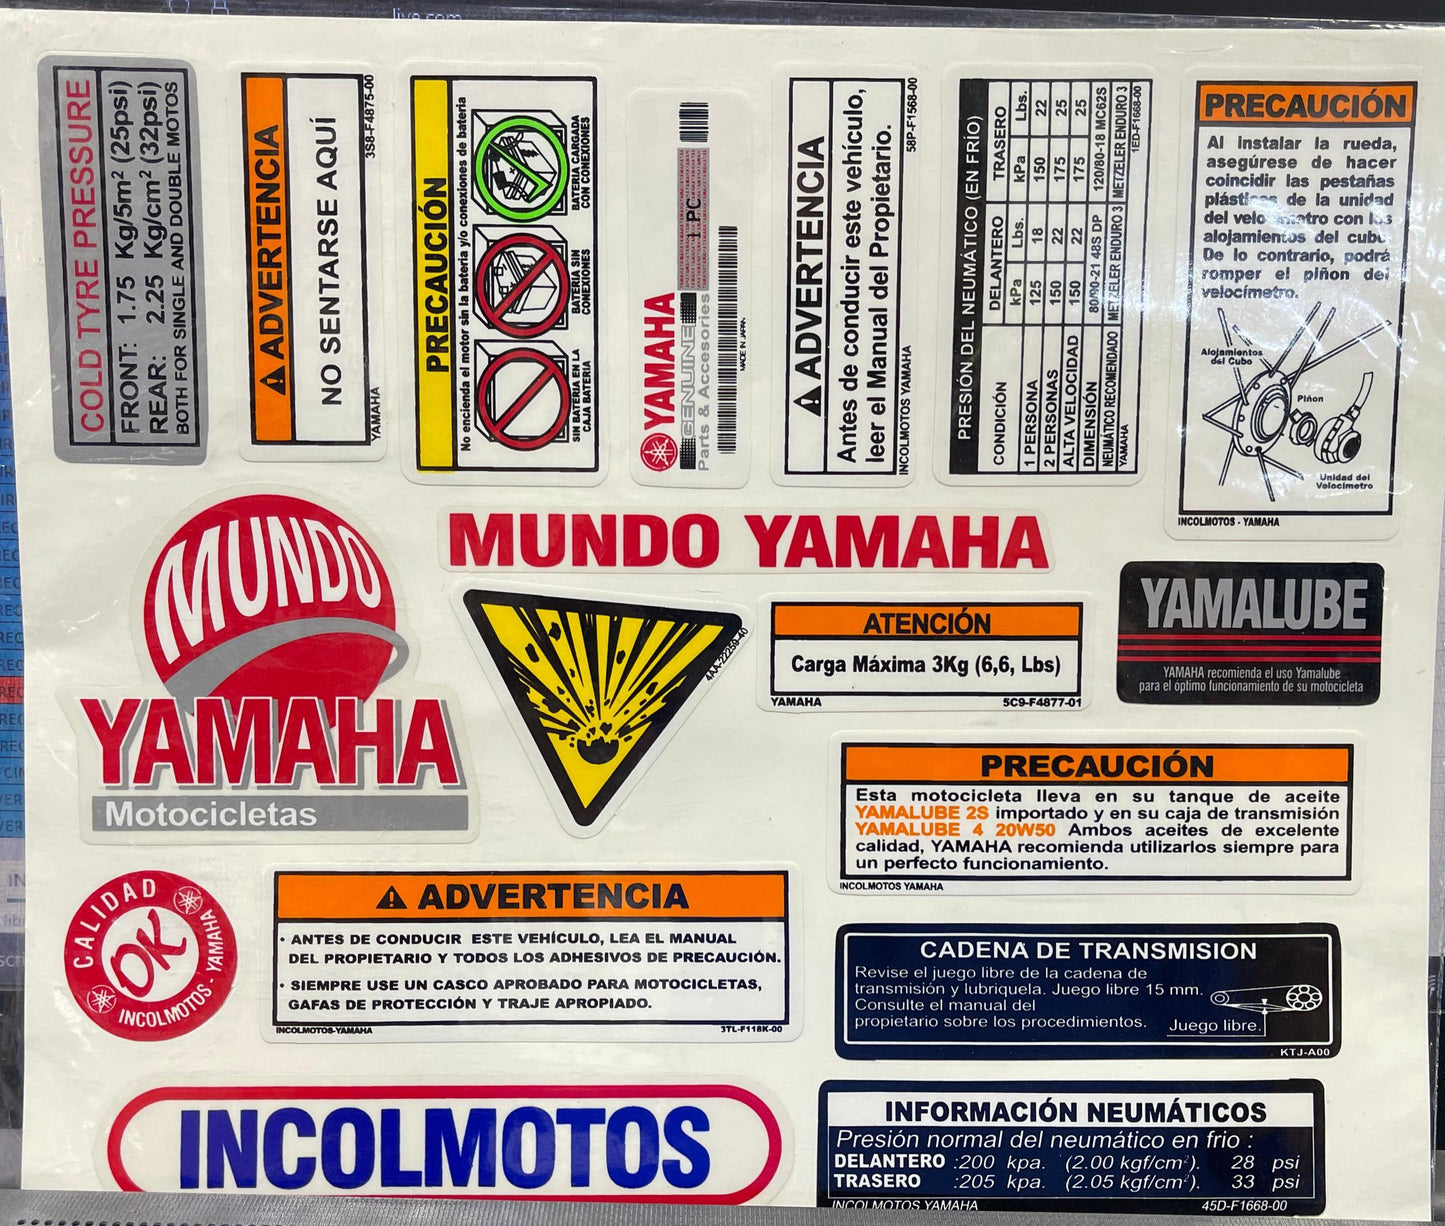 live.com
COLD TYRE PRESSURE
FRONT: 1.75 Kg/5m² (25psi)
REAR: 2.25 Kg/cm² (32psi)
BOTH FOR SINGLE AND DOUBLE MOTOS
ADVERTENCIA
NO SENTARSE AQUÍ
YAMAHA
3S8-F4875-00
PRECAUCIÓN
No encienda el motor sin la bateria y/o conexiones de bateria
SIN BATERIA EN LA
CAJA BATERIA
BATERIA SIN
CONEXIONES
BATERIA CARGADA
CON CONEXIONES
YAMAHA
GENUINE
Parts & Accesories
1 PC
MADE IN JAPAN
ADVERTENCIA
Antes de conducir este vehículo,
leer el Manual del Propietario.
INCOLMOTOS YAMAHA
58P-F1568-00
PRESIÓN DEL NEUMÁTICO (EN FRÍO)
CONDICIÓN DELANTERO TRASERO
kPa Lbs. kPa Lbs.
1 PERSONA 125 18 150 22
2 PERSONAS 150 22 175 25
ALTA VELOCIDAD 150 22 175 25
DIMENSIÓN 80/90-21 48S DP 120/80-18 MC62S
NEUMÁTICO RECOMENDADO METZELER ENDURO 3 METZELER ENDURO 3
YAMAHA
1ED-F1668-00
PRECAUCIÓN
Al instalar la rueda,
asegúrese de hacer
coincidir las pestañas
plásticas de la unidad
del velocímetro con los
alojamientos del cubo.
De lo contrario, podrá
romper el piñon del
velocímetro.
Alojamientos
del Cubo
Piñon
Unidad del
Velocímetro
INCOLMOTOS - YAMAHA
MUNDO
YAMAHA
Motocicletas
MUNDO YAMAHA
4AA-22259-40
ATENCIÓN
Carga Máxima 3Kg (6,6, Lbs)
YAMAHA
5C9-F4877-01
YAMALUBE
YAMAHA recomienda el uso Yamalube
para el óptimo funcionamiento de su motocicleta
PRECAUCIÓN
Esta motocicleta lleva en su tanque de aceite
YAMALUBE 2S importado y en su caja de transmisión
YAMALUBE 4 20W50 Ambos aceites de excelente
calidad, YAMAHA recomienda utilizarlos siempre para
un perfecto funcionamiento.
INCOLMOTOS YAMAHA
CALIDAD
OK
INCOLMOTOS - YAMAHA
ADVERTENCIA
· ANTES DE CONDUCIR ESTE VEHÍCULO, LEA EL MANUAL
DEL PROPIETARIO Y TODOS LOS ADHESIVOS DE PRECAUCIÓN.
· SIEMPRE USE UN CASCO APROBADO PARA MOTOCICLETAS,
GAFAS DE PROTECCIÓN Y TRAJE APROPIADO.
INCOLMOTOS-YAMAHA
3TL-F118K-00
CADENA DE TRANSMISION
Revise el juego libre de la cadena de
transmisión y lubriquela. Juego libre 15 mm.
Consulte el manual del
propietario sobre los procedimientos.
Juego libre.
KTJ-A00
INCOLMOTOS
INFORMACIÓN NEUMÁTICOS
Presión normal del neumático en frio :
DELANTERO :200 kpa. (2.00 kgf/cm²). 28 psi
TRASERO :205 kpa. (2.05 kgf/cm²). 33 psi
INCOLMOTOS YAMAHA
45D-F1668-00